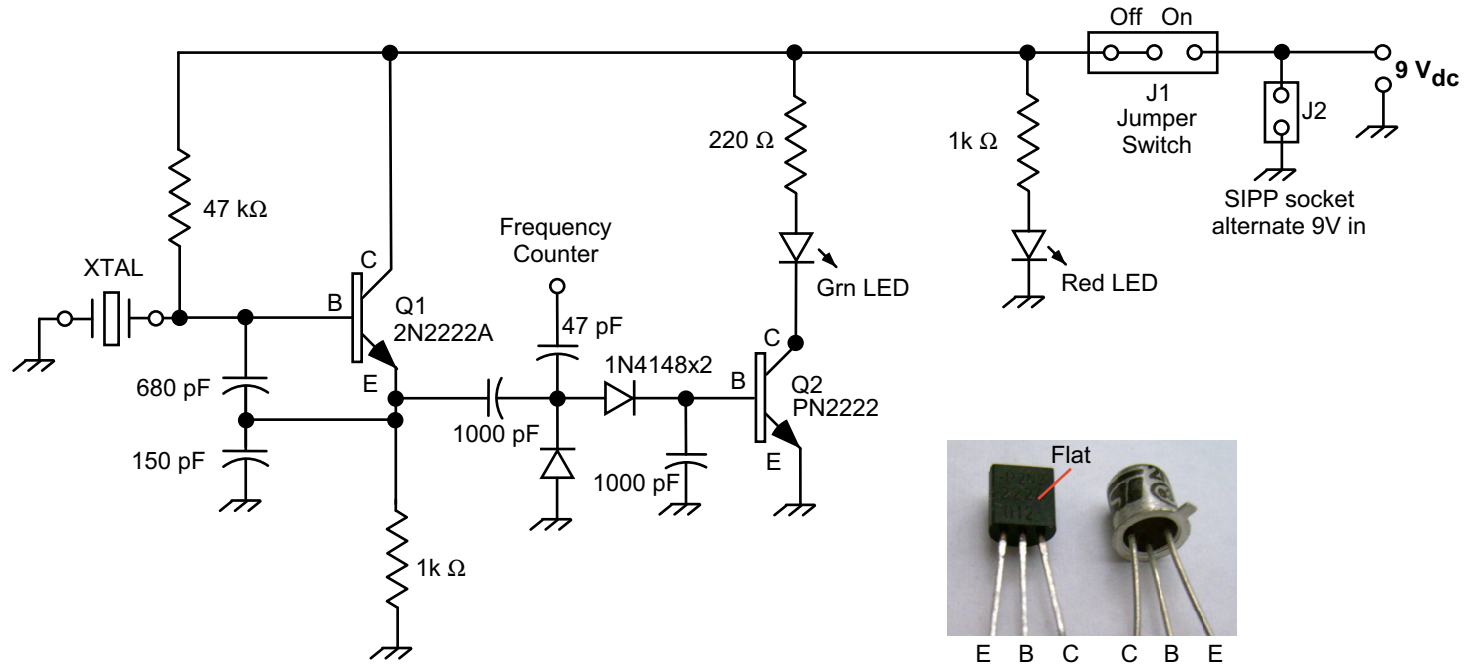 Off On
9 Vdc
J1
Jumper
Switch
J2
SIPP socket
alternate 9V in
220 Ω
1k Ω
47 kΩ
Frequency
Counter
XTAL
C
B
Q1
2N2222A
E
Grn LED
Red LED
47 pF
1N4148x2
C
B
Q2
PN2222
E
680 pF
150 pF
1000 pF
1000 pF
1k Ω
Flat
E B C C B E